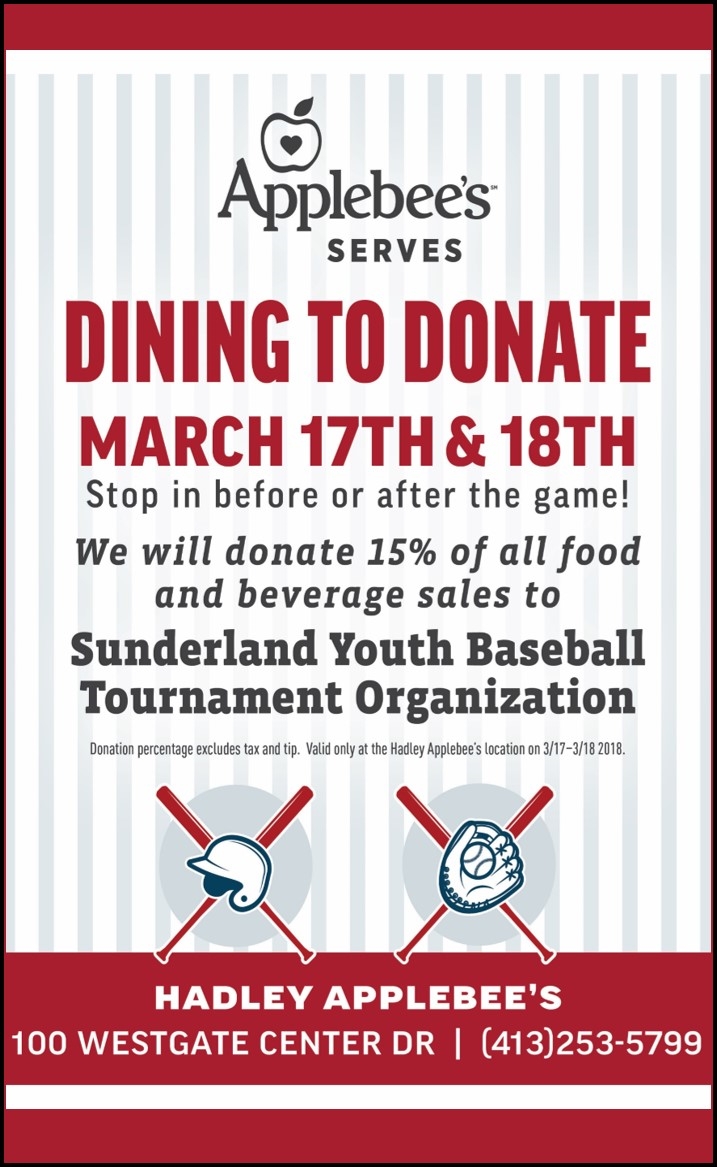 Applebee's℠
SERVES
DINING TO DONATE
MARCH 17TH & 18TH
Stop in before or after the game!
We will donate 15% of all food
and beverage sales to
Sunderland Youth Baseball
Tournament Organization
Donation percentage excludes tax and tip. Valid only at the Hadley Applebee's location on 3/17–3/18 2018.
HADLEY APPLEBEE'S
100 WESTGATE CENTER DR | (413)253-5799